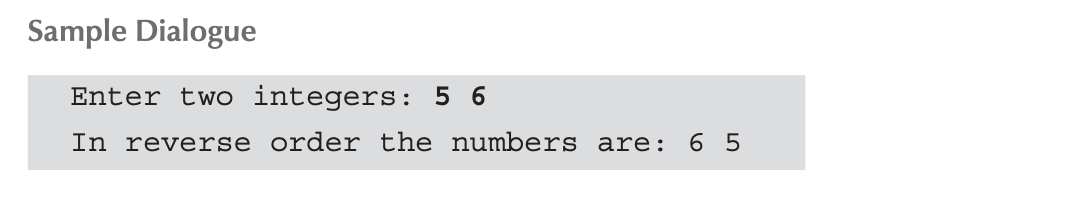 Sample Dialogue
Enter two integers: 5 6
In reverse order the numbers are: 6 5